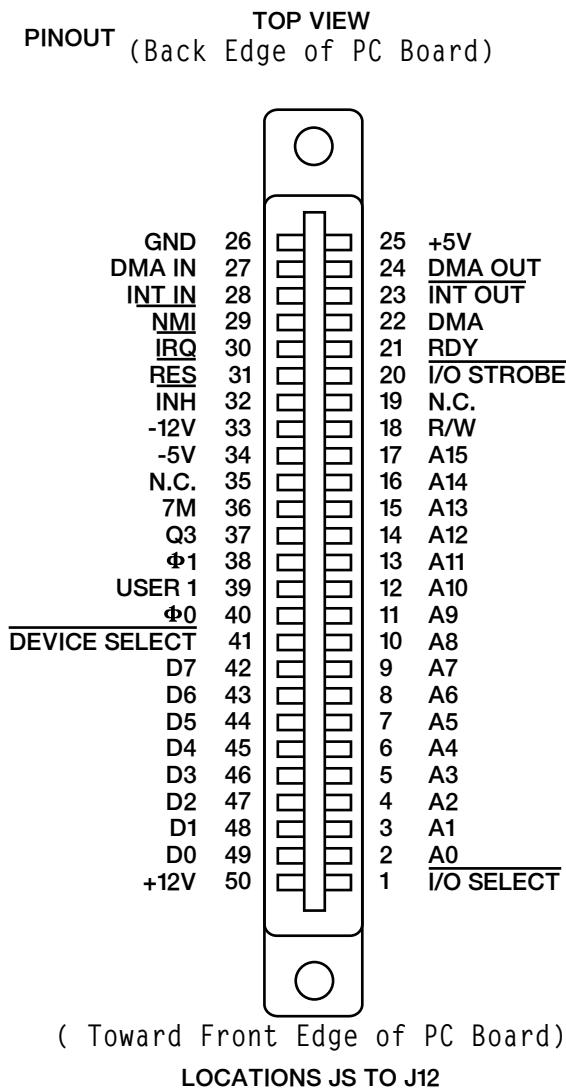 TOP VIEW
PINOUT (Back Edge of PC Board)
GND 26 25 +5V
DMA IN 27 24 DMA OUT
INT IN 28 23 INT OUT
NMI 29 22 DMA
IRQ 30 21 RDY
RES 31 20 I/O STROBE
INH 32 19 N.C.
-12V 33 18 R/W
-5V 34 17 A15
N.C. 35 16 A14
7M 36 15 A13
Q3 37 14 A12
Φ1 38 13 A11
USER 1 39 12 A10
Φ0 40 11 A9
DEVICE SELECT 41 10 A8
D7 42 9 A7
D6 43 8 A6
D5 44 7 A5
D4 45 6 A4
D3 46 5 A3
D2 47 4 A2
D1 48 3 A1
D0 49 2 A0
+12V 50 1 I/O SELECT
( Toward Front Edge of PC Board)
LOCATIONS JS TO J12